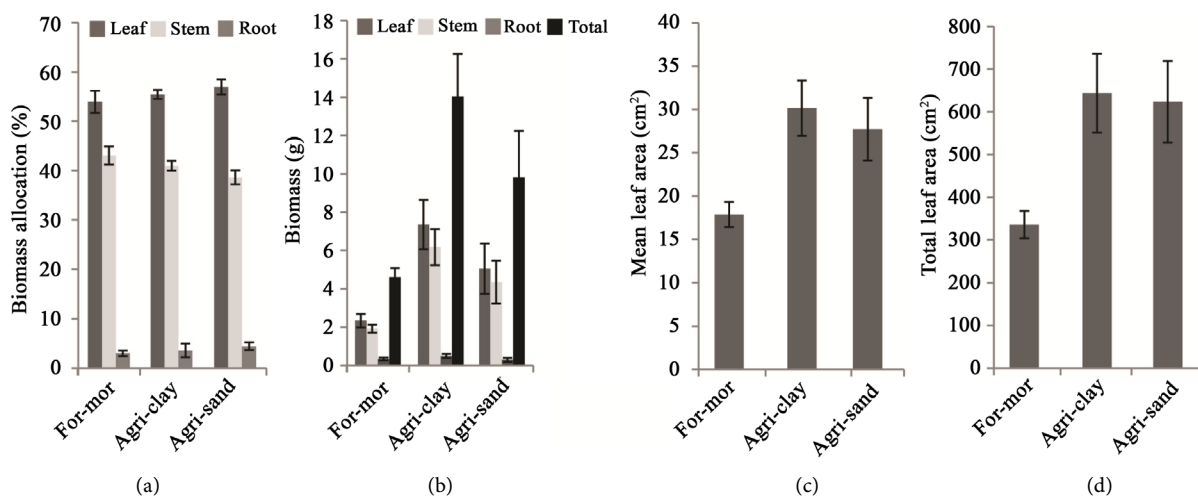 Leaf Stem Root
Biomass allocation (%)
70
60
50
40
30
20
10
0
For-mor
Agri-clay
Agri-sand
(a)
Leaf Stem Root Total
Biomass (g)
18
16
14
12
10
8
6
4
2
0
For-mor
Agri-clay
Agri-sand
(b)
Mean leaf area (cm²)
40
35
30
25
20
15
10
5
0
For-mor
Agri-clay
Agri-sand
(c)
Total leaf area (cm²)
800
700
600
500
400
300
200
100
0
For-mor
Agri-clay
Agri-sand
(d)